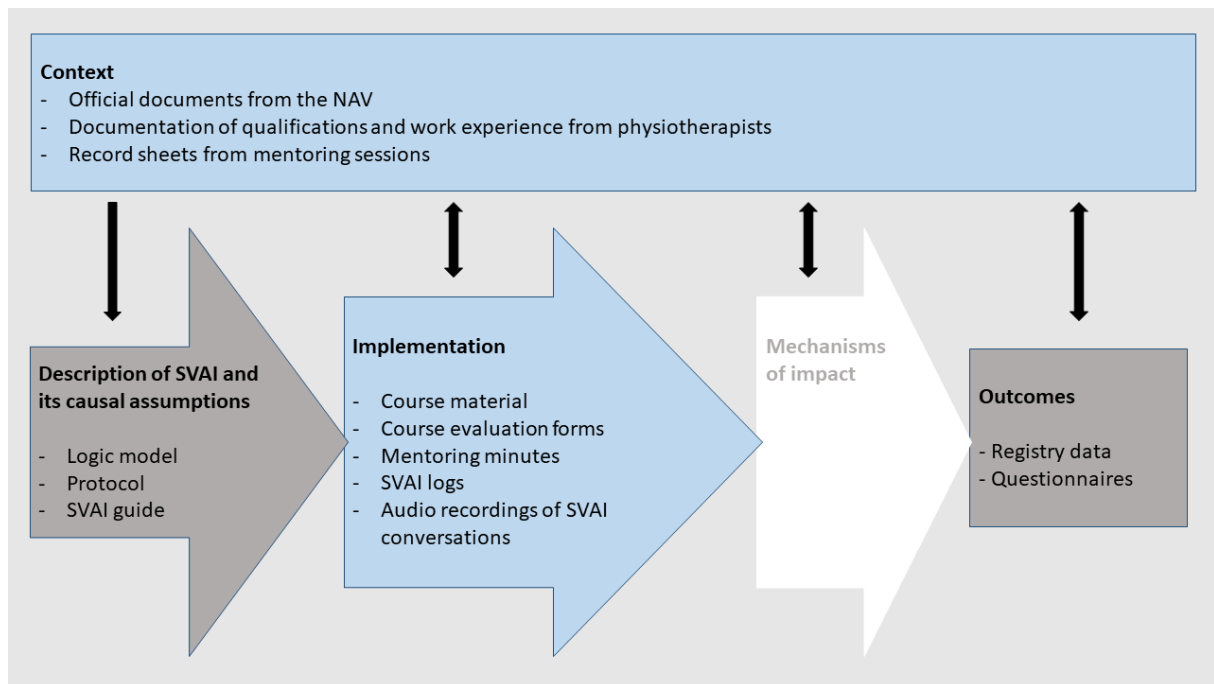 Context
- Official documents from the NAV
- Documentation of qualifications and work experience from physiotherapists
- Record sheets from mentoring sessions
Description of SVAI and
its causal assumptions
- Logic model
- Protocol
- SVAI guide
Implementation
- Course material
- Course evaluation forms
- Mentoring minutes
- SVAI logs
- Audio recordings of SVAI
conversations
Mechanisms
of impact
Outcomes
- Registry data
- Questionnaires